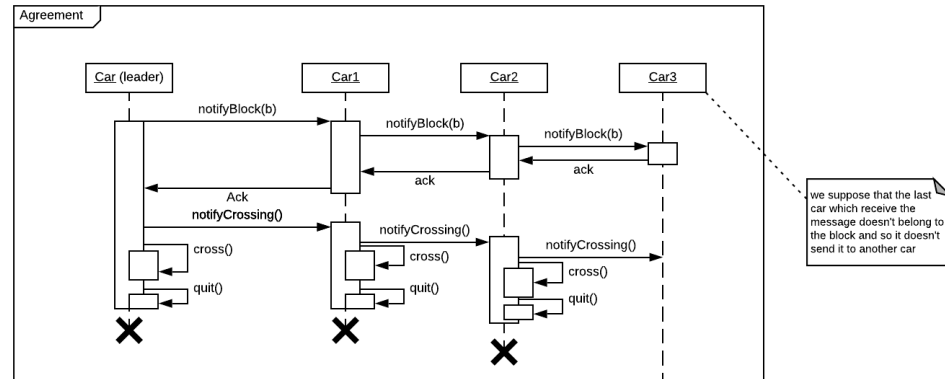 Agreement
Car (leader)
Car1
Car2
Car3
notifyBlock(b)
notifyBlock(b)
notifyBlock(b)
ack
ack
Ack
notifyCrossing()
notifyCrossing()
notifyCrossing()
cross()
cross()
cross()
quit()
quit()
quit()
we suppose that the last
car which receive the
message doesn't belong to
the block and so it doesn't
send it to another car